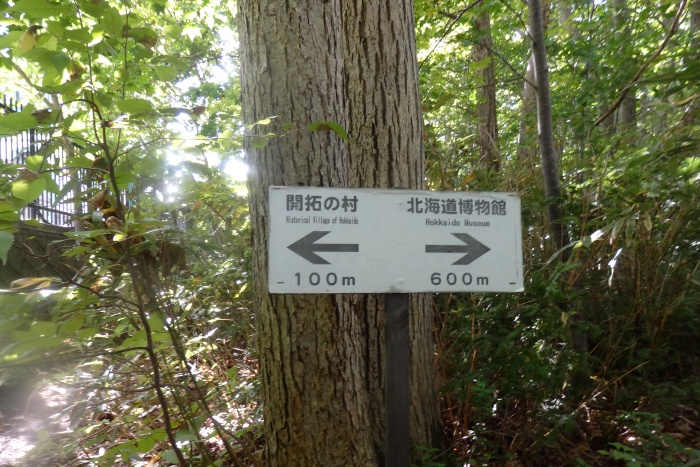 開拓の村
Historical Village of Hokkaido
100m
北海道博物館
Hokkaido Museum
600m